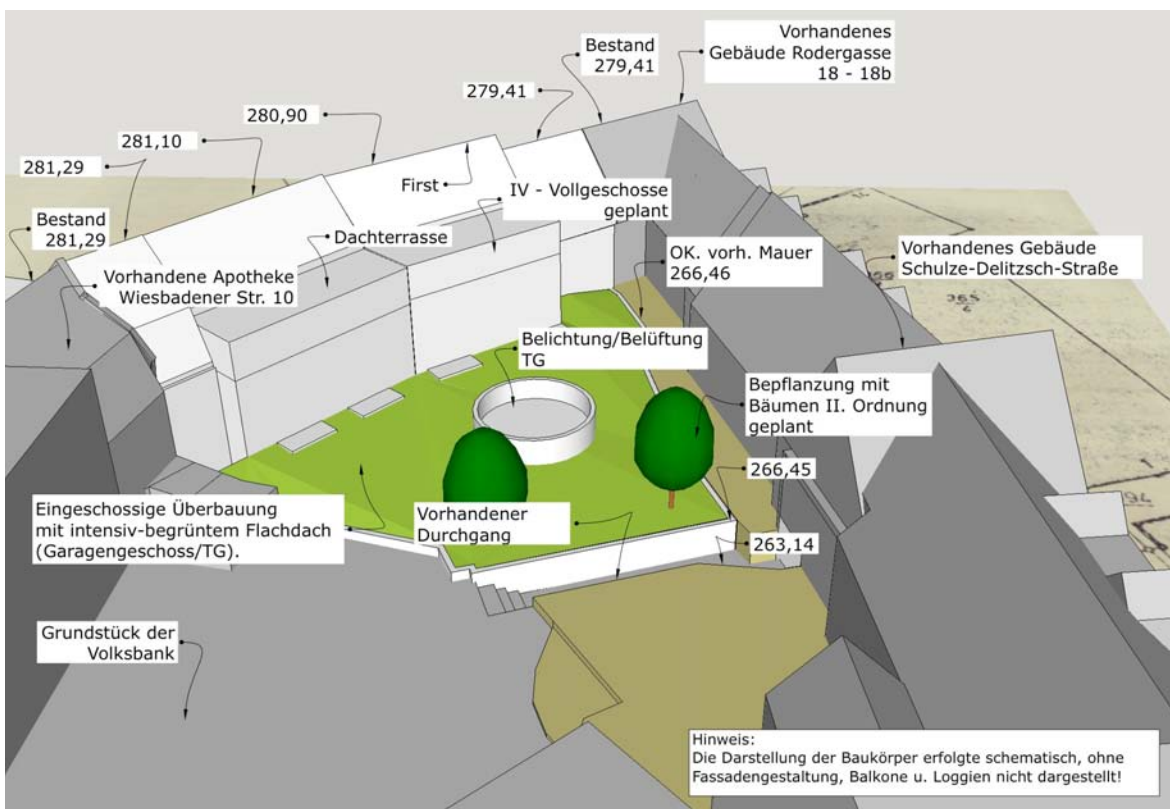 Vorhandenes
Gebäude Rodergasse
18 - 18b
Bestand
279,41
279,41
280,90
281,10
281,29
Bestand
281,29
First
IV - Vollgeschosse
geplant
Dachterrasse
OK. vorh. Mauer
266,46
Vorhandenes Gebäude
Schulze-Delitzsch-Straße
Vorhandene Apotheke
Wiesbadener Str. 10
Belichtung/Belüftung
TG
Bepflanzung mit
Bäumen II. Ordnung
geplant
266,45
Eingeschossige Überbauung
mit intensiv-begrüntem Flachdach
(Garagengeschoss/TG).
Vorhandener
Durchgang
263,14
Grundstück der
Volksbank
Hinweis:
Die Darstellung der Baukörper erfolgte schematisch, ohne
Fassadengestaltung, Balkone u. Loggien nicht dargestellt!
365
6
94